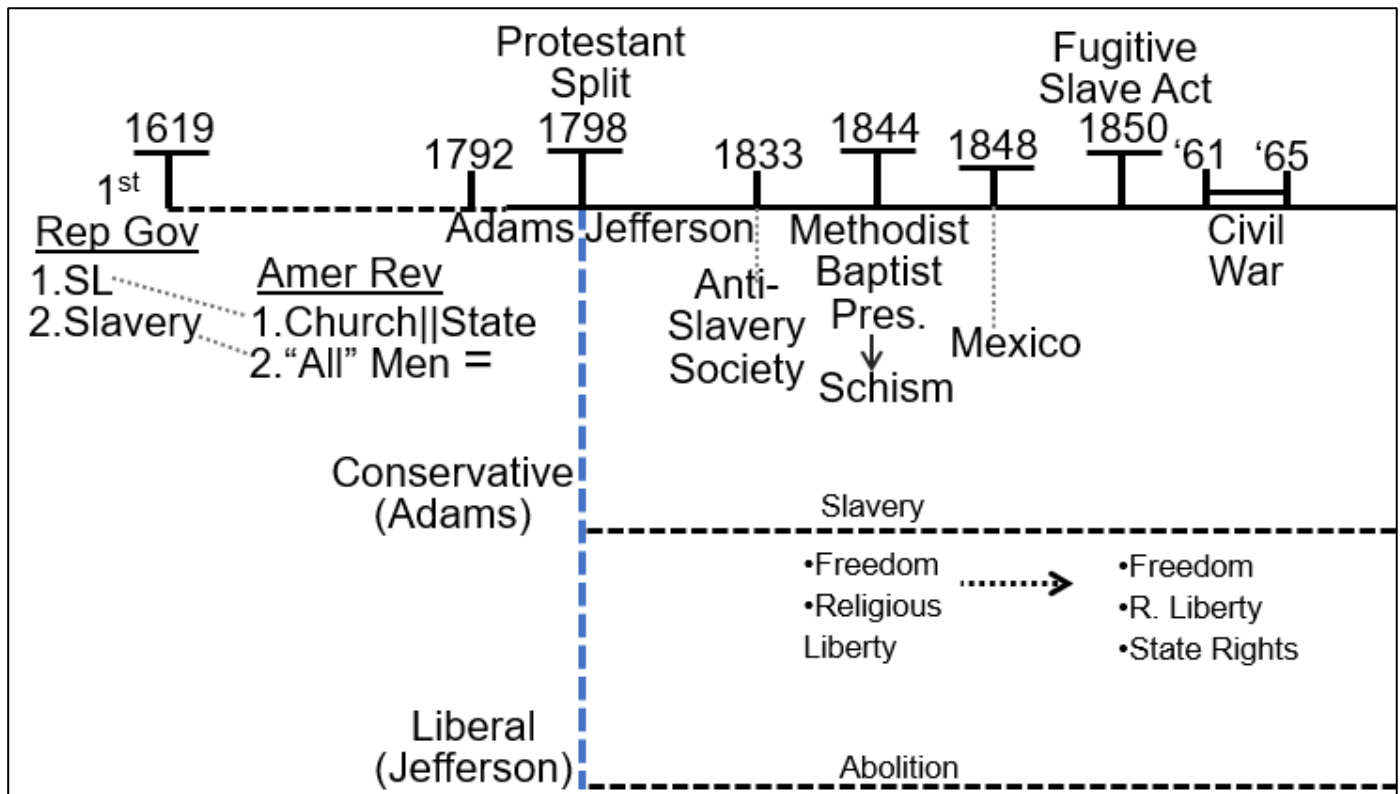 Protestant
Split
Fugitive
Slave Act
1619
1792
1798
1833
1844
1848
1850
‘61
‘65
1st
Rep Gov
1.SL
2.Slavery
Amer Rev
1.Church||State
2.“All” Men =
Adams
Jefferson
Anti-
Slavery
Society
Methodist
Baptist
Pres.
Schism
Mexico
Civil
War
Conservative
(Adams)
Slavery
•Freedom
•Religious
Liberty
•Freedom
•R. Liberty
•State Rights
Liberal
(Jefferson)
Abolition